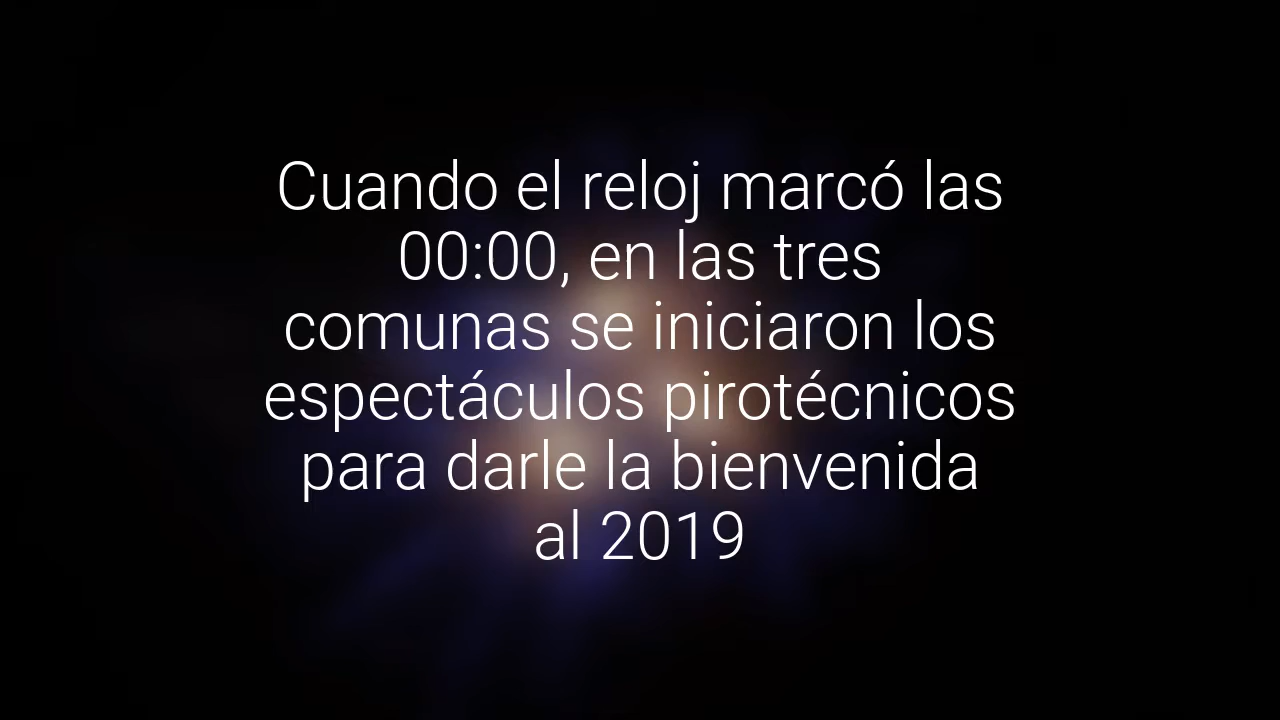 Cuando el reloj marcó las
00:00, en las tres
comunas se iniciaron los
espectáculos pirotécnicos
para darle la bienvenida
al 2019